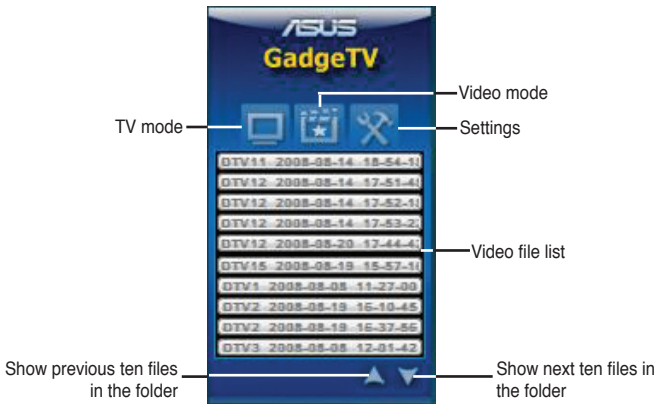 ASUS
GadgeTV
Video mode
TV mode
Settings
DTV11 2008-08-14 18-54-1
DTV12 2008-08-14 17-51-4
DTV12 2008-08-14 17-52-1
DTV12 2008-08-14 17-53-2
DTV12 2008-08-20 17-44-4
Video file list
DTV15 2008-08-19 15-57-1
DTV1 2008-08-08 11-27-00
DTV2 2008-08-19 16-10-45
DTV2 2008-08-19 16-37-56
DTV3 2008-08-08 12-01-42
Show previous ten files
in the folder
Show next ten files in
the folder